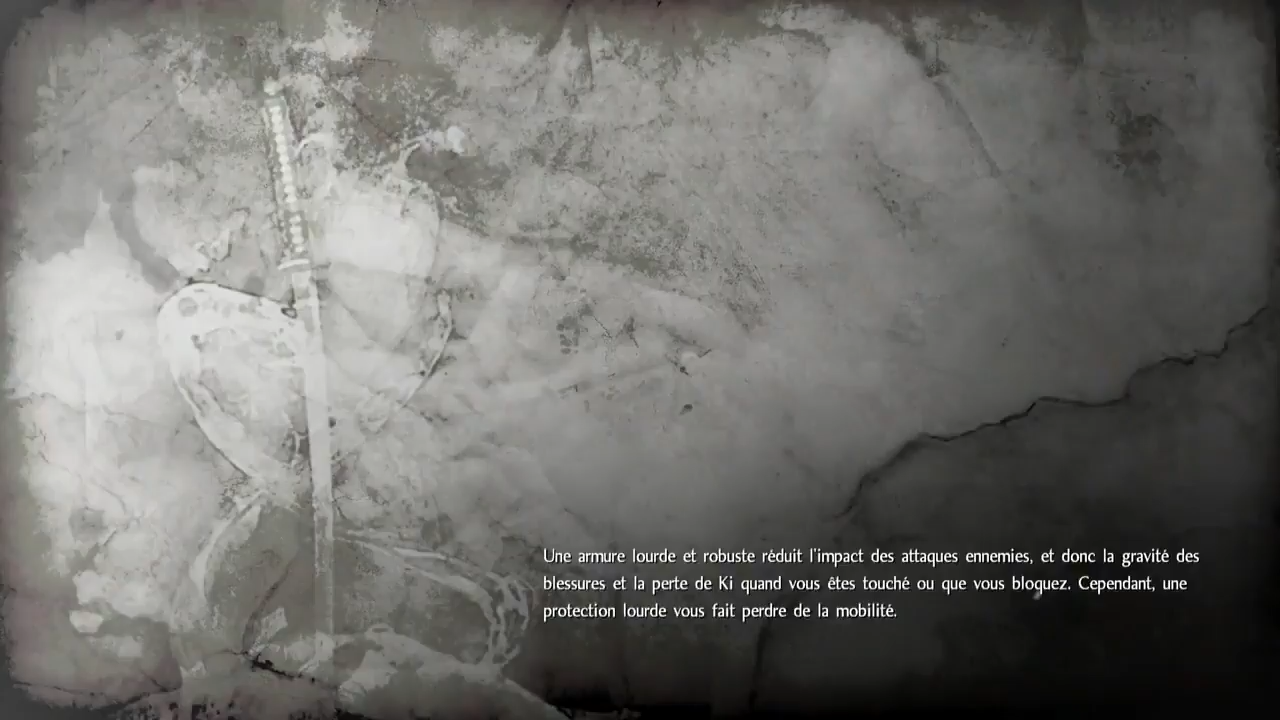 Une armure lourde et robuste réduit l'impact des attaques ennemies, et donc la gravité des
blessures et la perte de Ki quand vous êtes touché ou que vous bloquez. Cependant, une
protection lourde vous fait perdre de la mobilité.